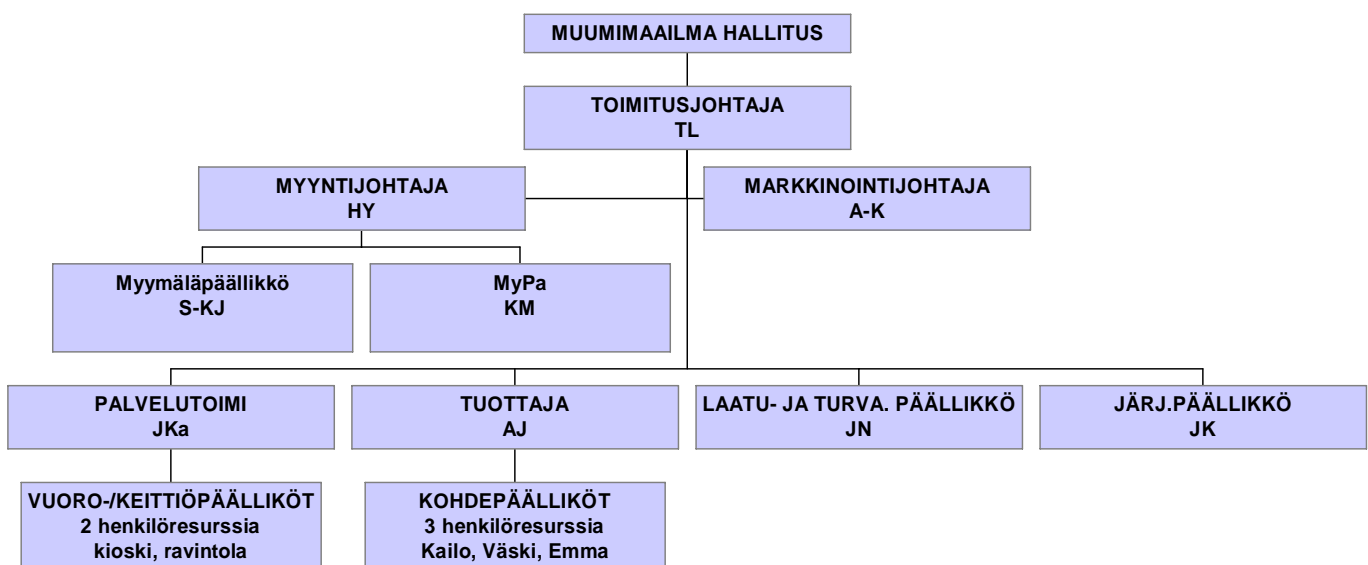 MUUMIMAAILMA HALLITUS
TOIMITUSJOHTAJA
TL
MYYNTIJOHTAJA
HY
MARKKINOINTIJOHTAJA
A-K
Myymäläpäällikkö
S-KJ
MyPa
KM
PALVELUTOIMI
JKa
TUOTTAJA
AJ
LAATU- JA TURVA. PÄÄLLIKKÖ
JN
JÄRJ.PÄÄLLIKKÖ
JK
VUORO-/KEITTIÖPÄÄLLIKÖT
2 henkilöresurssia
kioski, ravintola
KOHDEPÄÄLLIKÖT
3 henkilöresurssia
Kailo, Väski, Emma